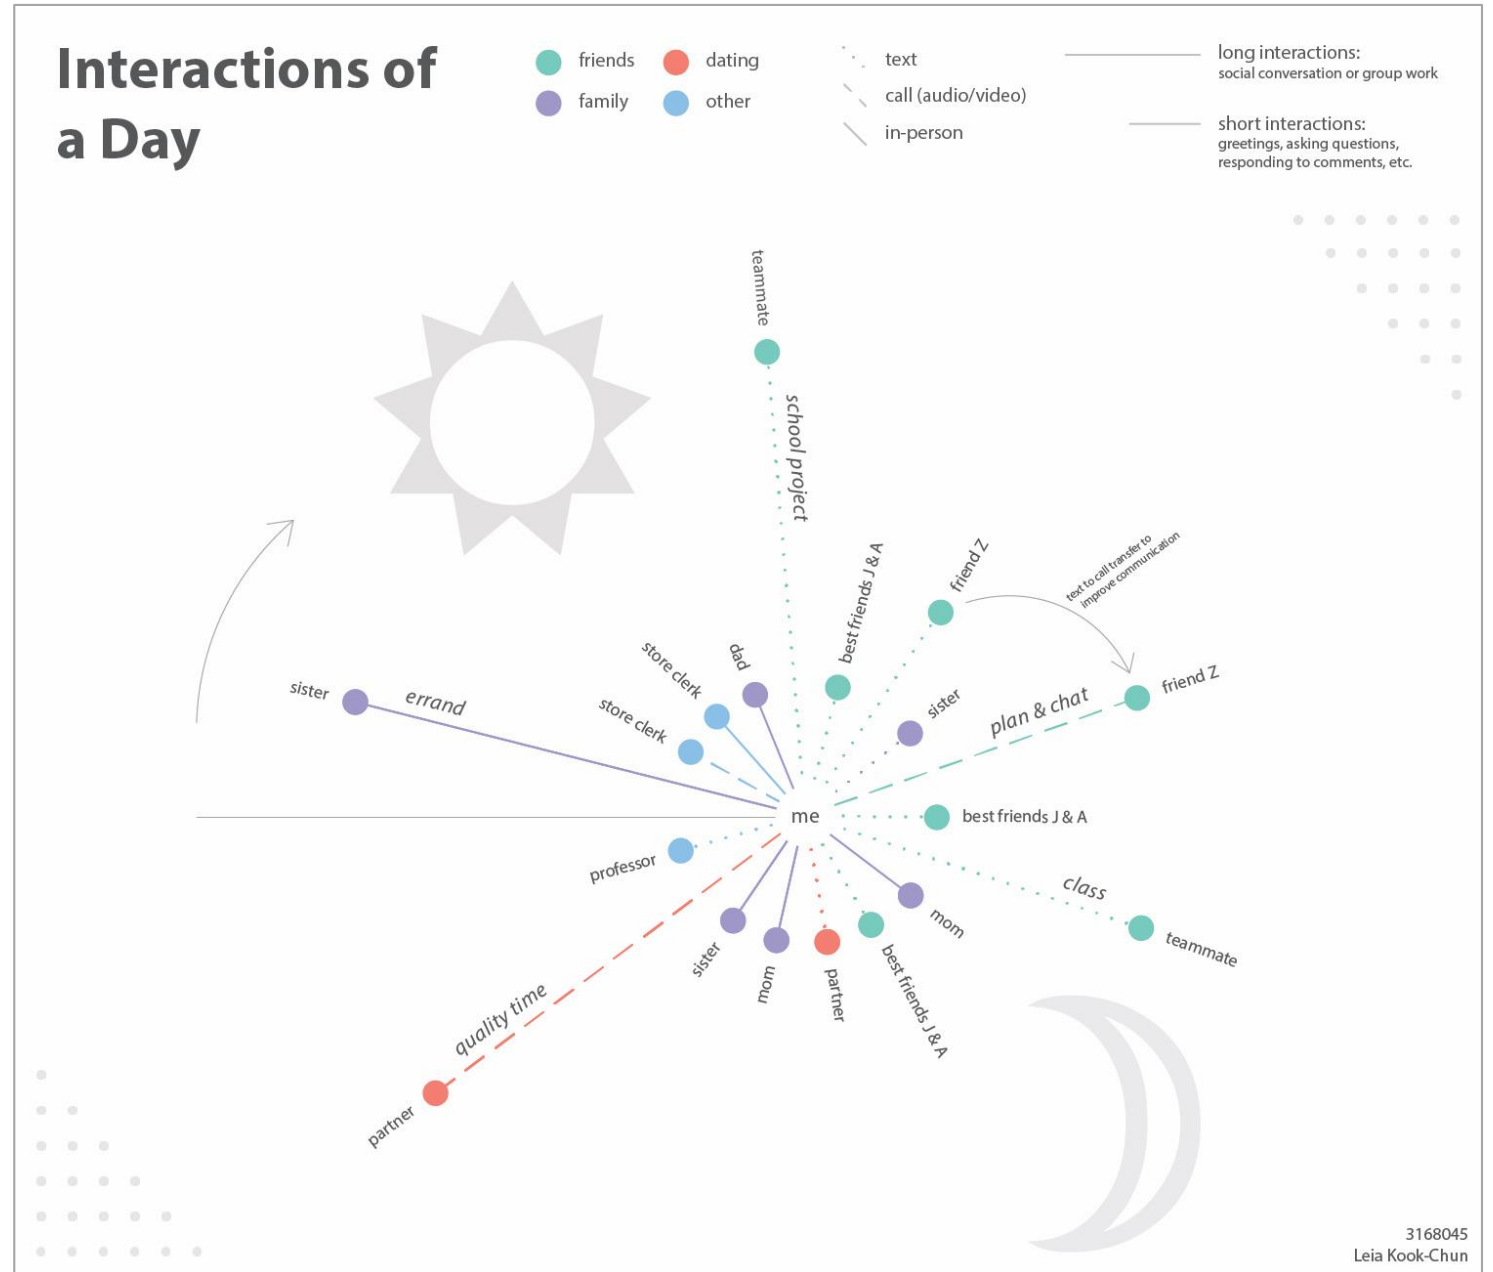 Interactions of
a Day
friends
dating
family
other
text
call (audio/video)
in-person
long interactions:
social conversation or group work
short interactions:
greetings, asking questions,
responding to comments, etc.
sister
errand
store clerk
store clerk
dad
teammate
school project
best friends J & A
friend Z
text to call transfer to
improve communication
sister
plan & chat
friend Z
me
best friends J & A
class
teammate
mom
best friends J & A
partner
mom
sister
quality time
partner
professor
3168045
Leia Kook-Chun